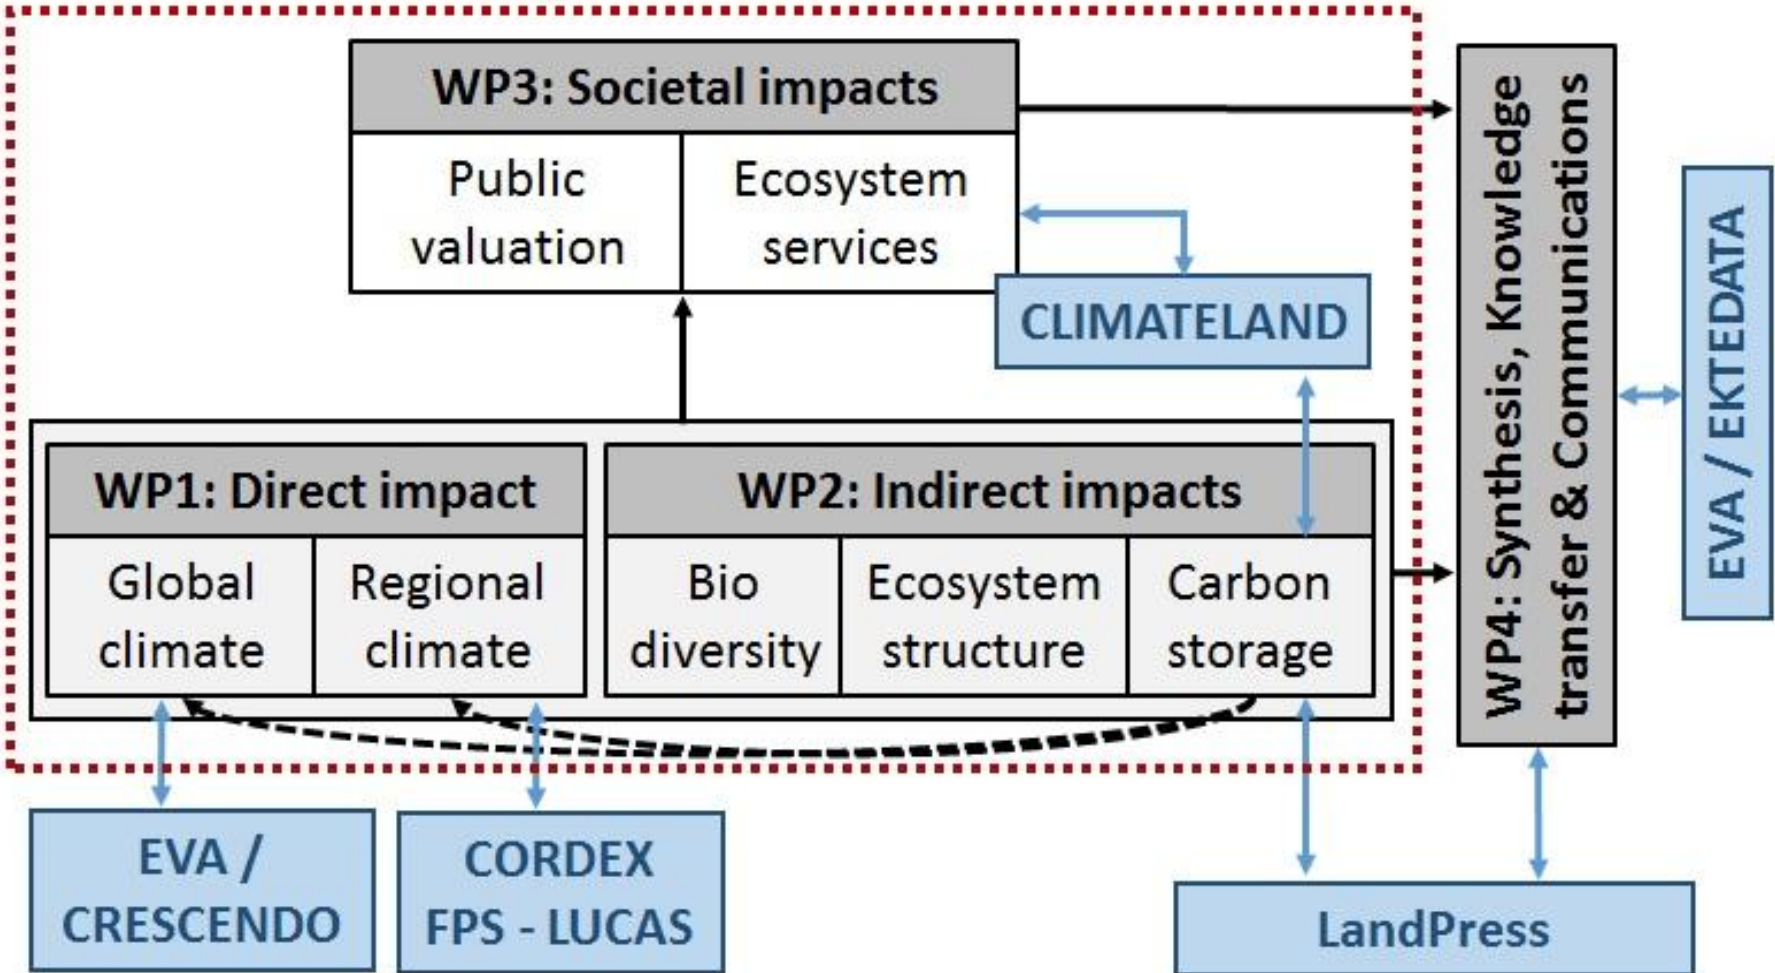 WP3: Societal impacts
Public
valuation
Ecosystem
services
CLIMATELAND
WP1: Direct impact
Global
climate
Regional
climate
WP2: Indirect impacts
Bio
diversity
Ecosystem
structure
Carbon
storage
WP4: Synthesis, Knowledge
transfer & Communications
EVA / EKTEDATA
EVA /
CRESCENDO
CORDEX
FPS - LUCAS
LandPress